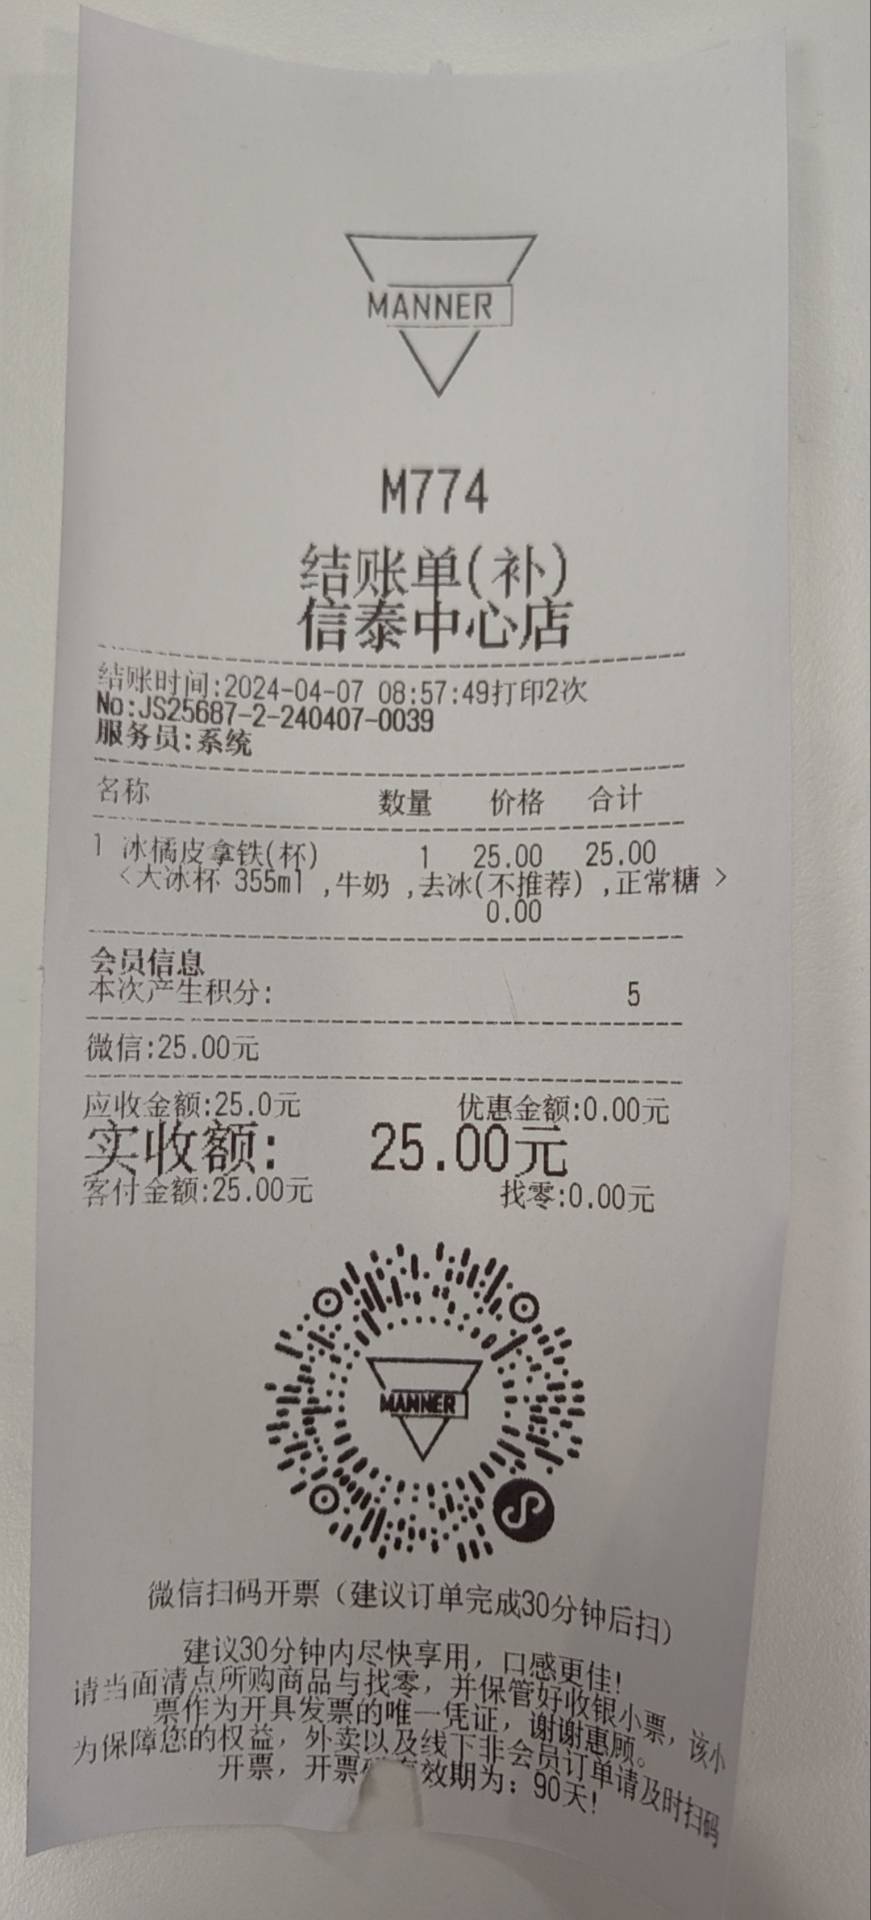 MANNER
M774
结账单(补)
信泰中心店
结账时间:2024-04-07 08:57:49打印2次
No:JS25687-2-240407-0039
服务员:系统
名称 数量 价格 合计
1 冰橘皮拿铁(杯) 1 25.00 25.00
<大冰杯 355ml ,牛奶 ,去冰(不推荐) ,正常糖 >
0.00
会员信息
本次产生积分: 5
微信:25.00元
应收金额:25.0元 优惠金额:0.00元
实收额: 25.00元
客付金额:25.00元 找零:0.00元
MANNER
微信扫码开票（建议订单完成30分钟后扫）
建议30分钟内尽快享用，口感更佳!
请当面清点所购商品与找零，并保管好收银小票，该小
票作为开具发票的唯一凭证，谢谢惠顾。
为保障您的权益，外卖以及线下非会员订单请及时扫码
开票，开票 有效期为：90天!